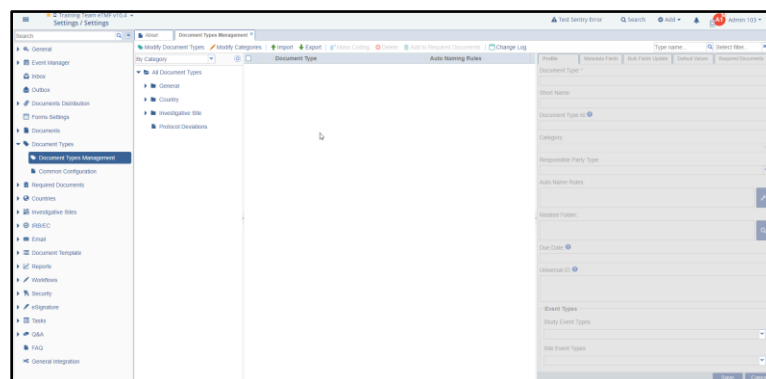 Training Team eTMF v10.4
Settings / Settings
Test Sentry Error
Search
Add
A1
Admin 103
Search
General
Event Manager
Inbox
Outbox
Documents Distribution
Forms Settings
Documents
Document Types
Document Types Management
Common Configuration
Required Documents
Countries
Investigative Sites
IRB/EC
Email
Document Template
Reports
Workflows
Security
eSignature
Tasks
Q&A
FAQ
General Integration
About
Document Types Management
Modify Document Types
Modify Categories
Import
Export
Mass Coding
Delete
Add to Required Documents
Change Log
Type name...
Select filter...
By Category
All Document Types
General
Country
Investigative Site
Protocol Deviations
Document Type
Auto Naming Rules
Profile
Metadata Fields
Bulk Fields Update
Default Values
Required Documents
Document Type *
Short Name
Document Type Id
Category
Responsible Party Type
Auto Name Rules
Related Folder:
Due Date
Universal ID
Event Types
Study Event Types
Site Event Types
Save